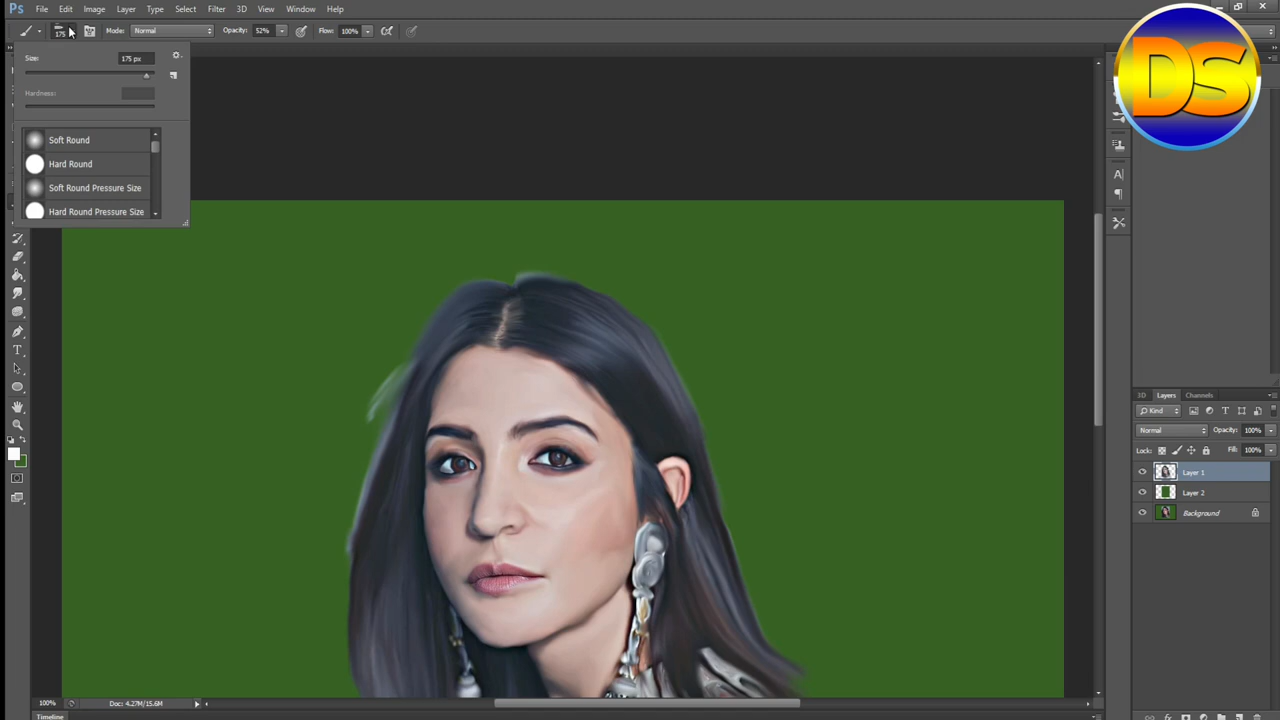 Ps File Edit Image Layer Type Select Filter 3D View Window Help
175 Mode: Normal Opacity: 52% Flow: 100%
DS
Size: 175 px
Hardness:
Soft Round
Hard Round
Soft Round Pressure Size
Hard Round Pressure Size
3D Layers Channels
Kind
Normal Opacity: 100%
Lock: Fill: 100%
Layer 1
Layer 2
Background
100% Doc: 4.27M/15.6M
Timeline